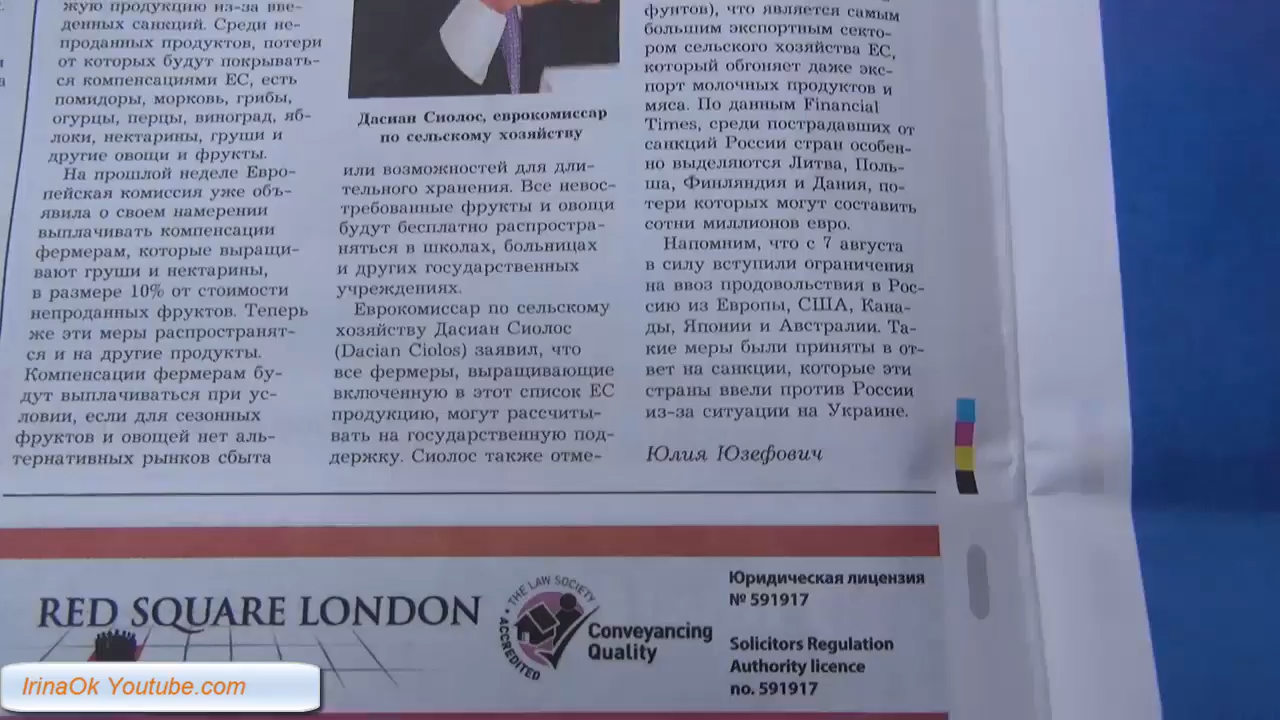 жую продукцию из-за вве-
денных санкций. Среди не-
проданных продуктов, потери
от которых будут покрывать-
ся компенсациями ЕС, есть
помидоры, морковь, грибы,
огурцы, перцы, виноград, яб-
локи, нектарины, груши и
другие овощи и фрукты.
На прошлой неделе Евро-
пейская комиссия уже объ-
явила о своем намерении
выплачивать компенсации
фермерам, которые выращи-
вают груши и нектарины,
в размере 10% от стоимости
непроданных фруктов. Теперь
же эти меры распространят-
ся и на другие продукты.
Компенсации фермерам бу-
дут выплачиваться при ус-
ловии, если для сезонных
фруктов и овощей нет аль-
тернативных рынков сбыта
Дасиан Сиолос, еврокомиссар
по сельскому хозяйству
или возможностей для дли-
тельного хранения. Все невос-
требованные фрукты и овощи
будут бесплатно распростра-
няться в школах, больницах
и других государственных
учреждениях.
Еврокомиссар по сельскому
хозяйству Дасиан Сиолос
(Dacian Ciolos) заявил, что
все фермеры, выращивающие
включенную в этот список ЕС
продукцию, могут рассчиты-
вать на государственную под-
держку. Сиолос также отме-
фунтов), что является самым
большим экспортным секто-
ром сельского хозяйства ЕС,
который обгоняет даже экс-
порт молочных продуктов и
мяса. По данным Financial
Times, среди пострадавших от
санкций России стран особен-
но выделяются Литва, Поль-
ша, Финляндия и Дания, по-
тери которых могут составить
сотни миллионов евро.
Напомним, что с 7 августа
в силу вступили ограничения
на ввоз продовольствия в Рос-
сию из Европы, США, Кана-
ды, Японии и Австралии. Та-
кие меры были приняты в от-
вет на санкции, которые эти
страны ввели против России
из-за ситуации на Украине.
Юлия Юзефович
RED SQUARE LONDON
THE LAW SOCIETY
ACCREDITED
Conveyancing
Quality
Юридическая лицензия
№ 591917
Solicitors Regulation
Authority licence
no. 591917
IrinaOk Youtube.com